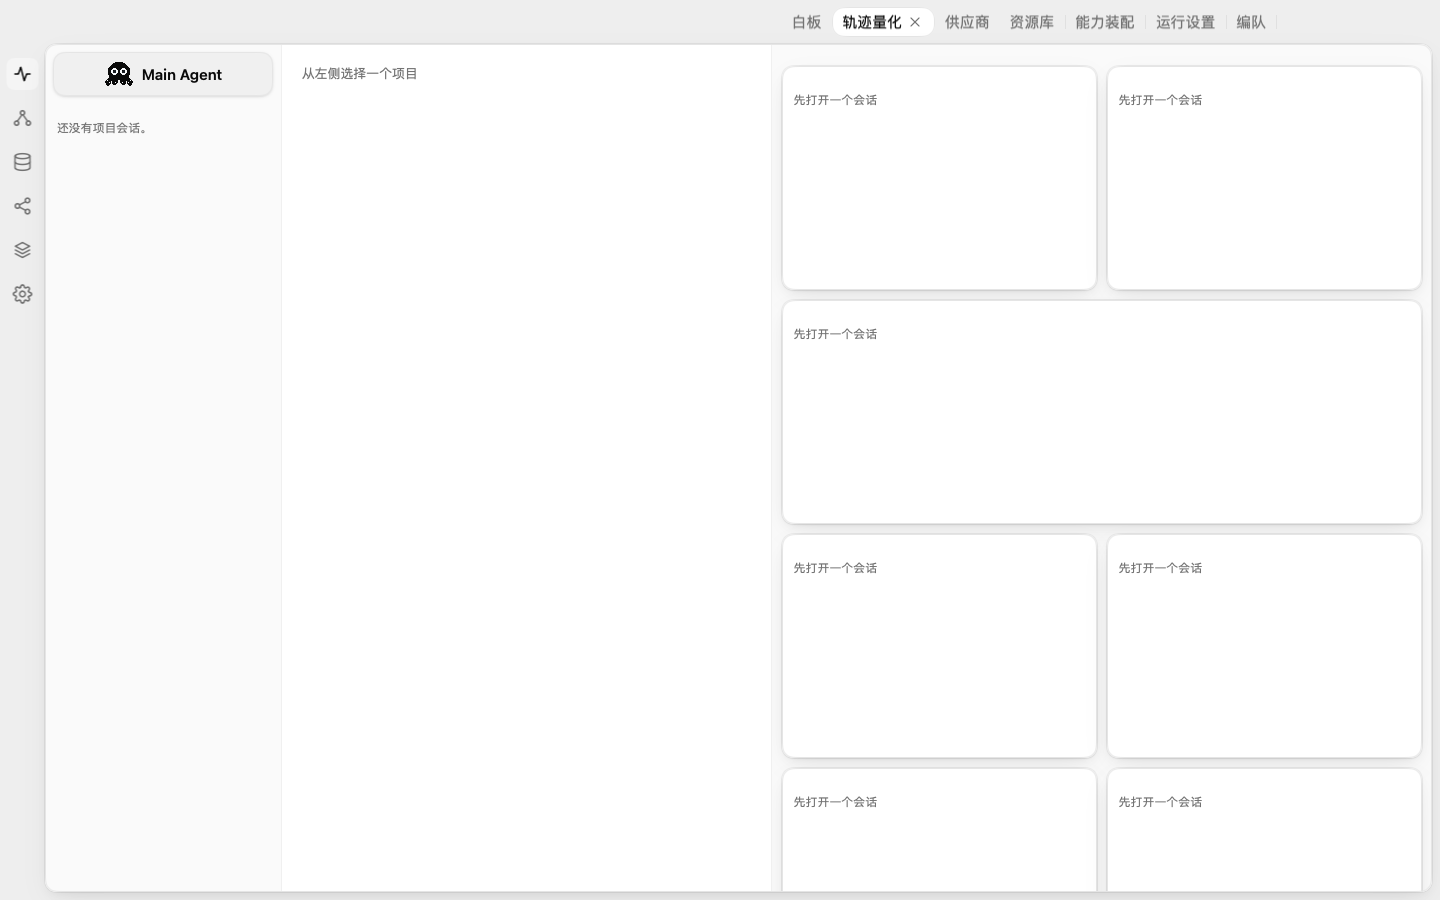 白板
轨迹量化
供应商
资源库
能力装配
运行设置
编队
Main Agent
还没有项目会话。
从左侧选择一个项目
先打开一个会话
先打开一个会话
先打开一个会话
先打开一个会话
先打开一个会话
先打开一个会话
先打开一个会话